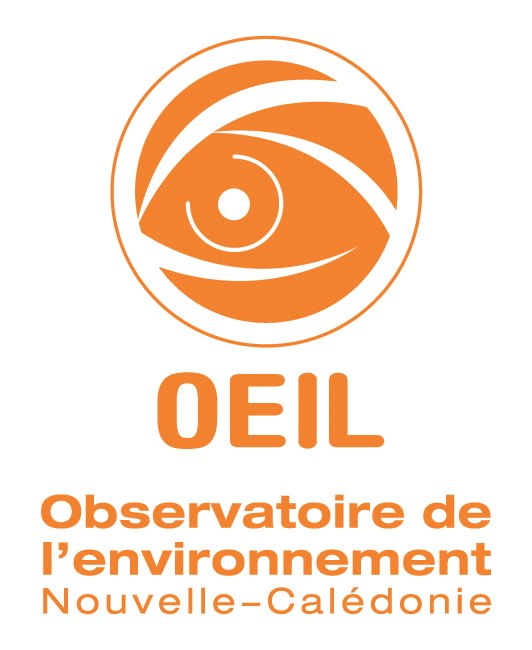 OEIL
Observatoire de
l’environnement
Nouvelle–Calédonie